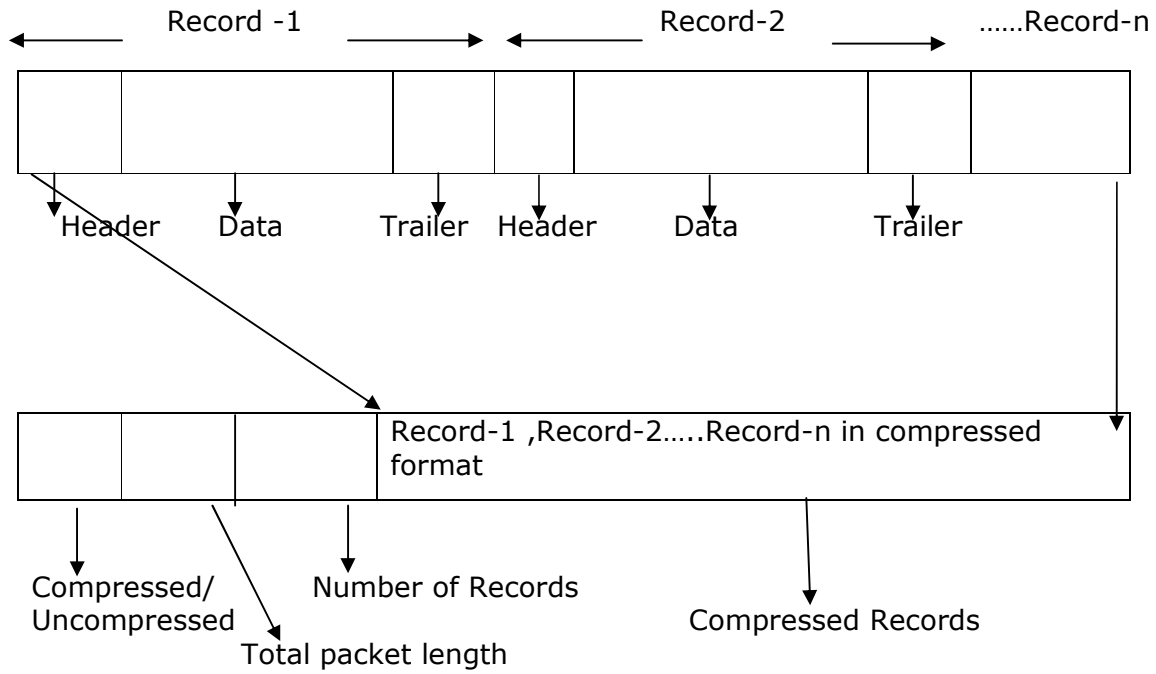 Record -1
Record-2
......Record-n
Header
Data
Trailer
Header
Data
Trailer
Record-1 ,Record-2.....Record-n in compressed
format
Compressed/
Uncompressed
Number of Records
Total packet length
Compressed Records